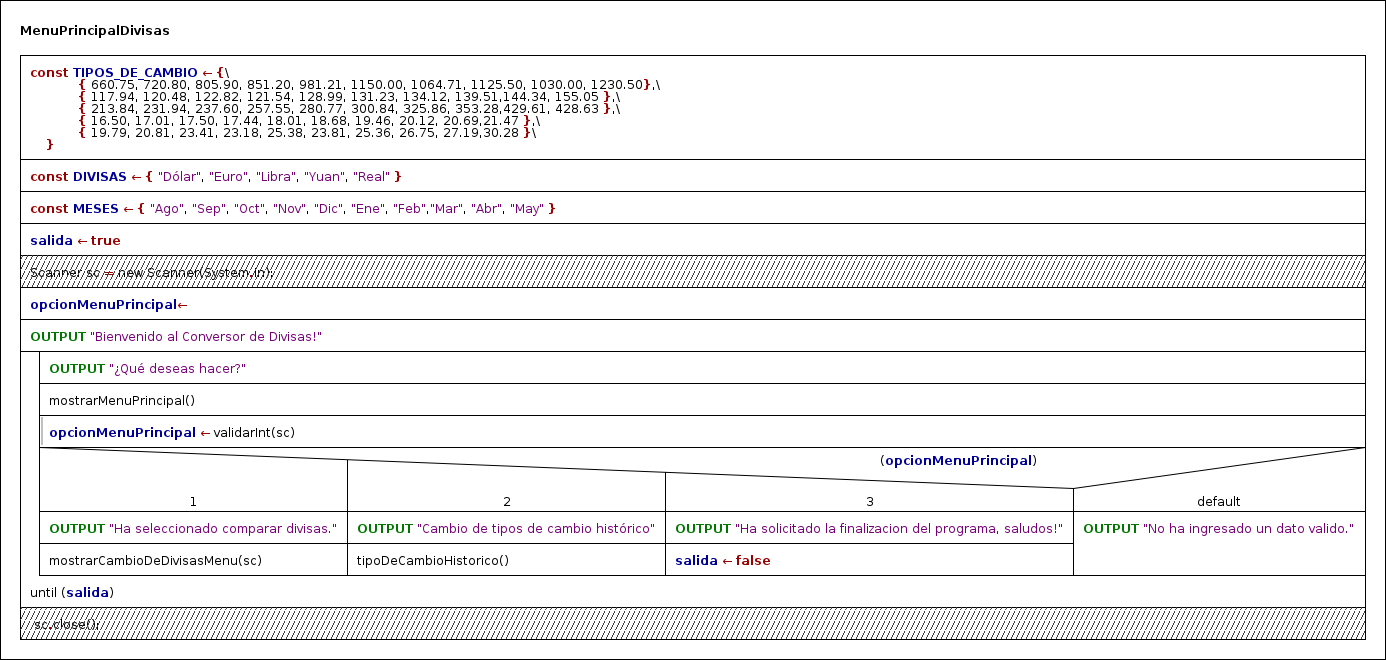 MenuPrincipalDivisas
const TIPOS_DE_CAMBIO ← {\
{ 660.75, 720.80, 805.90, 851.20, 981.21, 1150.00, 1064.71, 1125.50, 1030.00, 1230.50},\
{ 117.94, 120.48, 122.82, 121.54, 128.99, 131.23, 134.12, 139.51,144.34, 155.05 },\
{ 213.84, 231.94, 237.60, 257.55, 280.77, 300.84, 325.86, 353.28,429.61, 428.63 },\
{ 16.50, 17.01, 17.50, 17.44, 18.01, 18.68, 19.46, 20.12, 20.69,21.47 },\
{ 19.79, 20.81, 23.41, 23.18, 25.38, 23.81, 25.36, 26.75, 27.19,30.28 }\
}
const DIVISAS ← { "Dólar", "Euro", "Libra", "Yuan", "Real" }
const MESES ← { "Ago", "Sep", "Oct", "Nov", "Dic", "Ene", "Feb","Mar", "Abr", "May" }
salida ← true
Scanner sc = new Scanner(System.in);
opcionMenuPrincipal←
OUTPUT "Bienvenido al Conversor de Divisas!"
OUTPUT "¿Qué deseas hacer?"
mostrarMenuPrincipal()
opcionMenuPrincipal ← validarInt(sc)
(opcionMenuPrincipal)
1 2 3 default
OUTPUT "Ha seleccionado comparar divisas." OUTPUT "Cambio de tipos de cambio histórico" OUTPUT "Ha solicitado la finalizacion del programa, saludos!" OUTPUT "No ha ingresado un dato valido."
mostrarCambioDeDivisasMenu(sc) tipoDeCambioHistorico() salida ← false
until (salida)
sc.close();